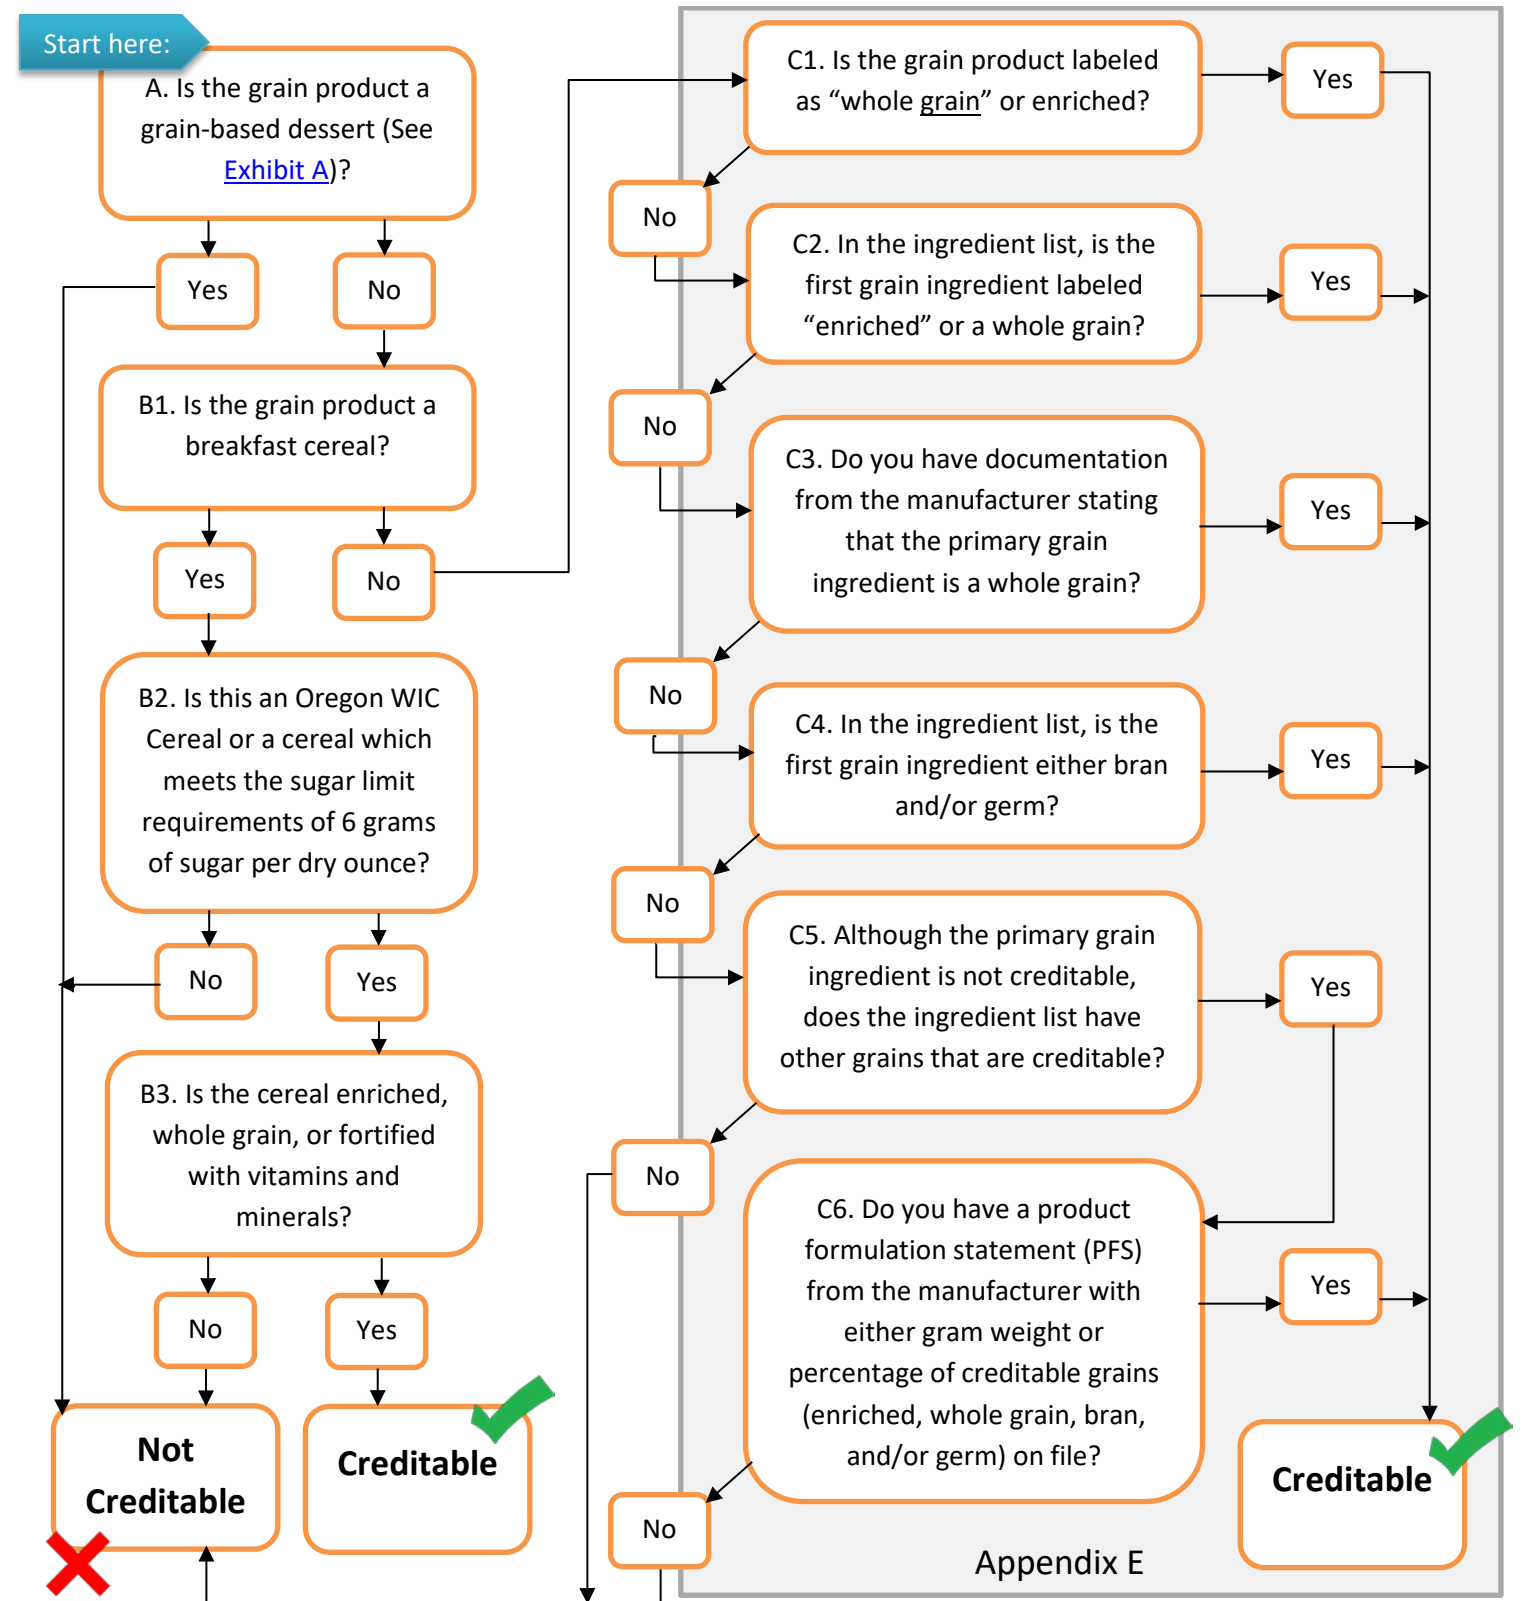 Start here:
A. Is the grain product a
grain-based dessert (See
Exhibit A)?
Yes
No
B1. Is the grain product a
breakfast cereal?
Yes
No
B2. Is this an Oregon WIC
Cereal or a cereal which
meets the sugar limit
requirements of 6 grams
of sugar per dry ounce?
No
Yes
B3. Is the cereal enriched,
whole grain, or fortified
with vitamins and
minerals?
No
Yes
Not
Creditable
Creditable
C1. Is the grain product labeled
as “whole grain” or enriched?
Yes
No
C2. In the ingredient list, is the
first grain ingredient labeled
“enriched” or a whole grain?
Yes
No
C3. Do you have documentation
from the manufacturer stating
that the primary grain
ingredient is a whole grain?
Yes
No
C4. In the ingredient list, is the
first grain ingredient either bran
and/or germ?
Yes
No
C5. Although the primary grain
ingredient is not creditable,
does the ingredient list have
other grains that are creditable?
Yes
No
C6. Do you have a product
formulation statement (PFS)
from the manufacturer with
either gram weight or
percentage of creditable grains
(enriched, whole grain, bran,
and/or germ) on file?
Yes
No
Creditable
Appendix E